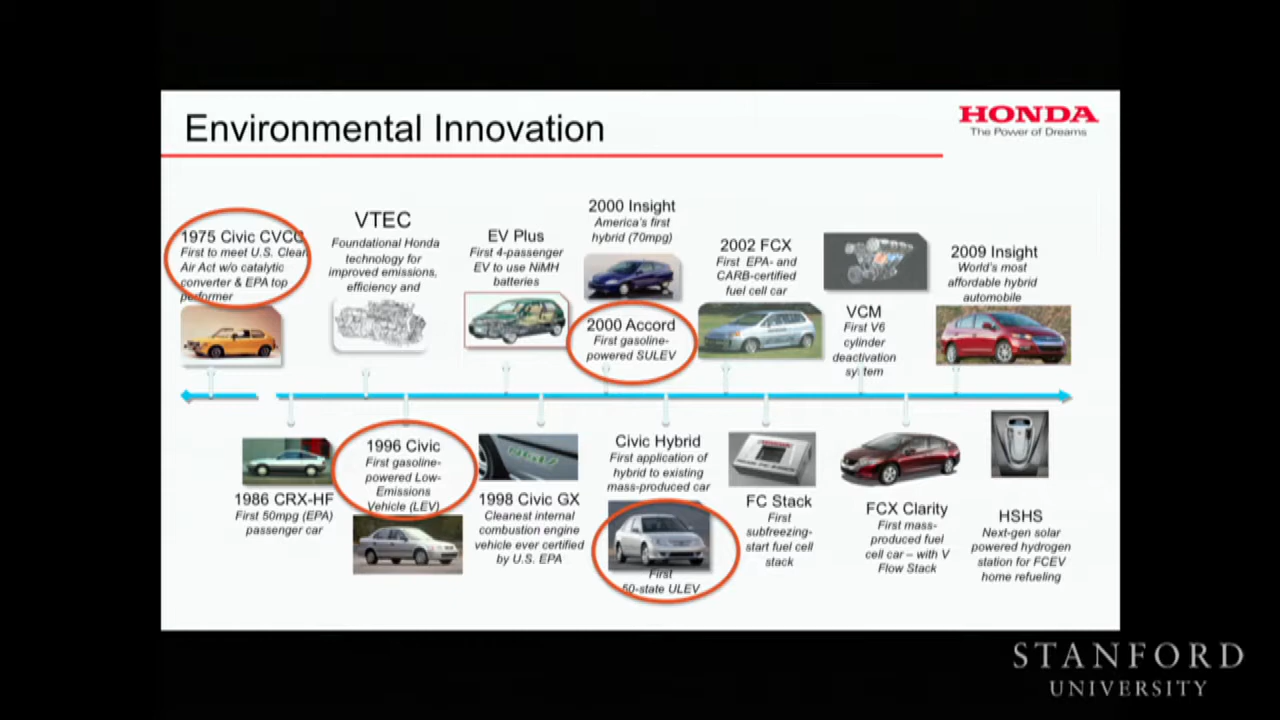 Environmental Innovation
HONDA
The Power of Dreams
1975 Civic CVCC
First to meet U.S. Clean
Air Act w/o catalytic
converter & EPA top
performer
VTEC
Foundational Honda
technology for
improved emissions,
efficiency and
EV Plus
First 4-passenger
EV to use NiMH
batteries
2000 Insight
America's first
hybrid (70mpg)
2000 Accord
First gasoline-
powered SULEV
2002 FCX
First EPA- and
CARB-certified
fuel cell car
VCM
First V6
cylinder
deactivation
system
2009 Insight
World's most
affordable hybrid
automobile
1986 CRX-HF
First 50mpg (EPA)
passenger car
1996 Civic
First gasoline-
powered Low-
Emissions
Vehicle (LEV)
1998 Civic GX
Cleanest internal
combustion engine
vehicle ever certified
by U.S. EPA
Civic Hybrid
First application of
hybrid to existing
mass-produced car
First
50-state ULEV
FC Stack
First
subfreezing-
start fuel cell
stack
FCX Clarity
First mass-
produced fuel
cell car – with V
Flow Stack
HSHS
Next-gen solar
powered hydrogen
station for FCEV
home refueling
STANFORD
UNIVERSITY